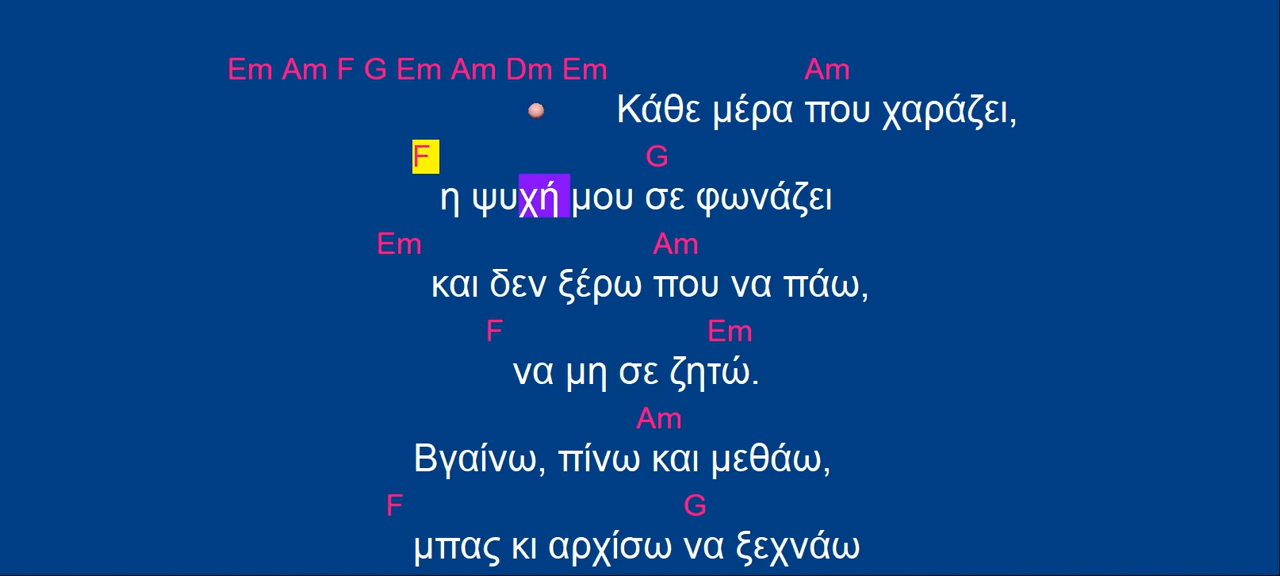 Em Am F G Em Am Dm Em Am
Κάθε μέρα που χαράζει,
F G
η ψυχή μου σε φωνάζει
Em Am
και δεν ξέρω που να πάω,
F Em
να μη σε ζητώ.
Am
Βγαίνω, πίνω και μεθάω,
F G
μπας κι αρχίσω να ξεχνάω